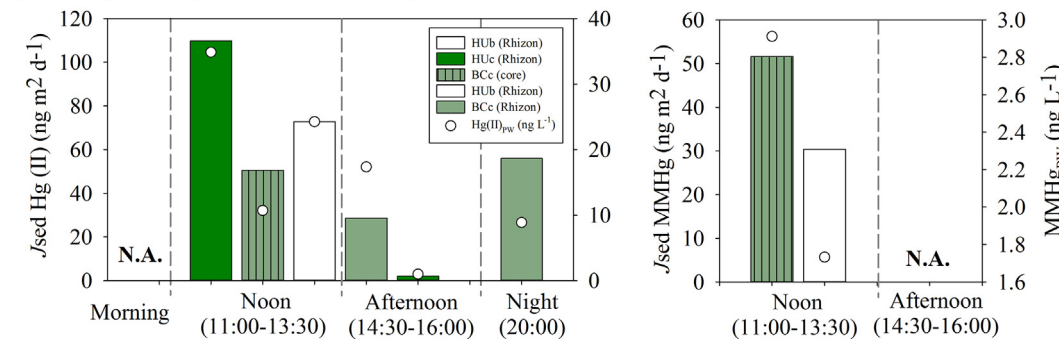 120
100
80
60
40
20
0
Jsed Hg (II) (ng m2 d-1)
40
30
20
10
0
HUb (Rhizon)
HUc (Rhizon)
BCc (core)
HUb (Rhizon)
BCc (Rhizon)
Hg(II)PW (ng L-1)
N.A.
Morning
Noon
(11:00-13:30)
Afternoon
(14:30-16:00)
Night
(20:00)
60
50
40
30
20
10
0
Jsed MMHg (ng m2 d-1)
3.0
2.8
2.6
2.4
2.2
2.0
1.8
1.6
MMHgPW (ng L-1)
N.A.
Noon
(11:00-13:30)
Afternoon
(14:30-16:00)